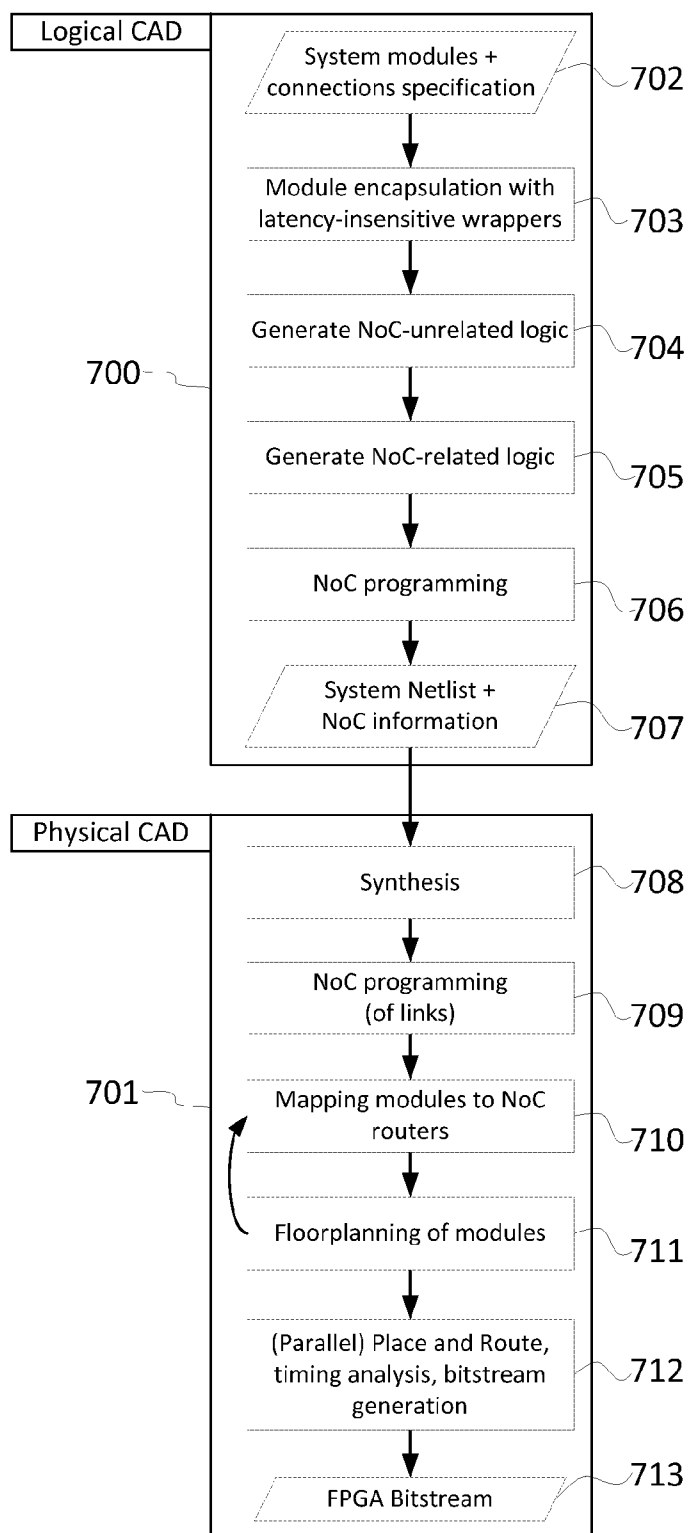 Logical CAD
System modules +
connections specification
702
Module encapsulation with
latency-insensitive wrappers
703
Generate NoC-unrelated logic
704
700
Generate NoC-related logic
705
NoC programming
706
System Netlist +
NoC information
707
Physical CAD
Synthesis
708
NoC programming
(of links)
709
701
Mapping modules to NoC
routers
710
Floorplanning of modules
711
(Parallel) Place and Route,
timing analysis, bitstream
generation
712
FPGA Bitstream
713